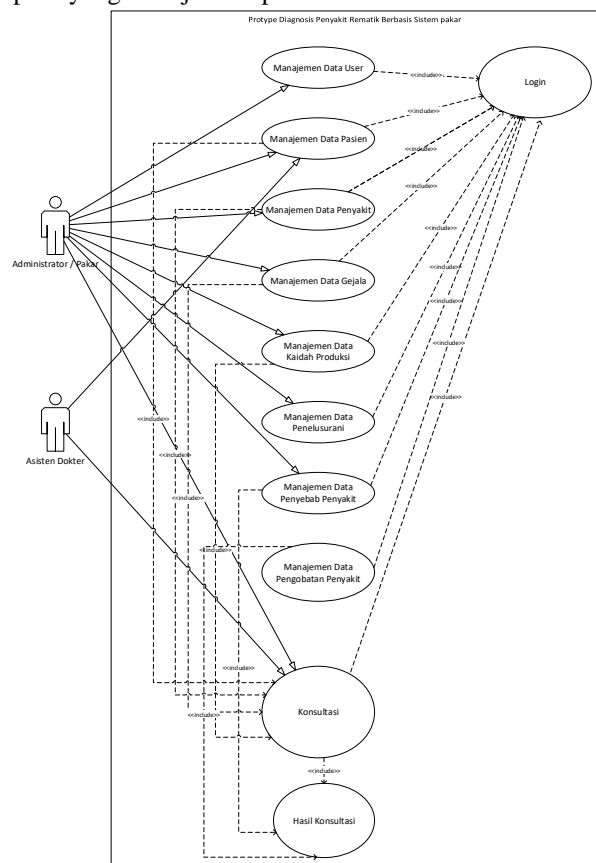 Protype Diagnosis Penyakit Rematik Berbasis Sistem pakar
Manajemen Data User
<<include>>
Login
<<include>>
Manajemen Data Pasien
<<include>>
Manajemen Data Penyakit
<<include>>
Administrator / Pakar
Manajemen Data Gejala
<<include>>
<<include>>
<<include>>
Manajemen Data
Kaidah Produksi
<<include>>
<<include>>
Asisten Dokter
Manajemen Data
Penelusurani
<<include>>
<<include>>
Manajemen Data
Penyebab Penyakit
<<include>>
Manajemen Data
Pengobatan Penyakit
<<include>>
Konsultasi
<<include>>
<<include>>
Hasil Konsultasi